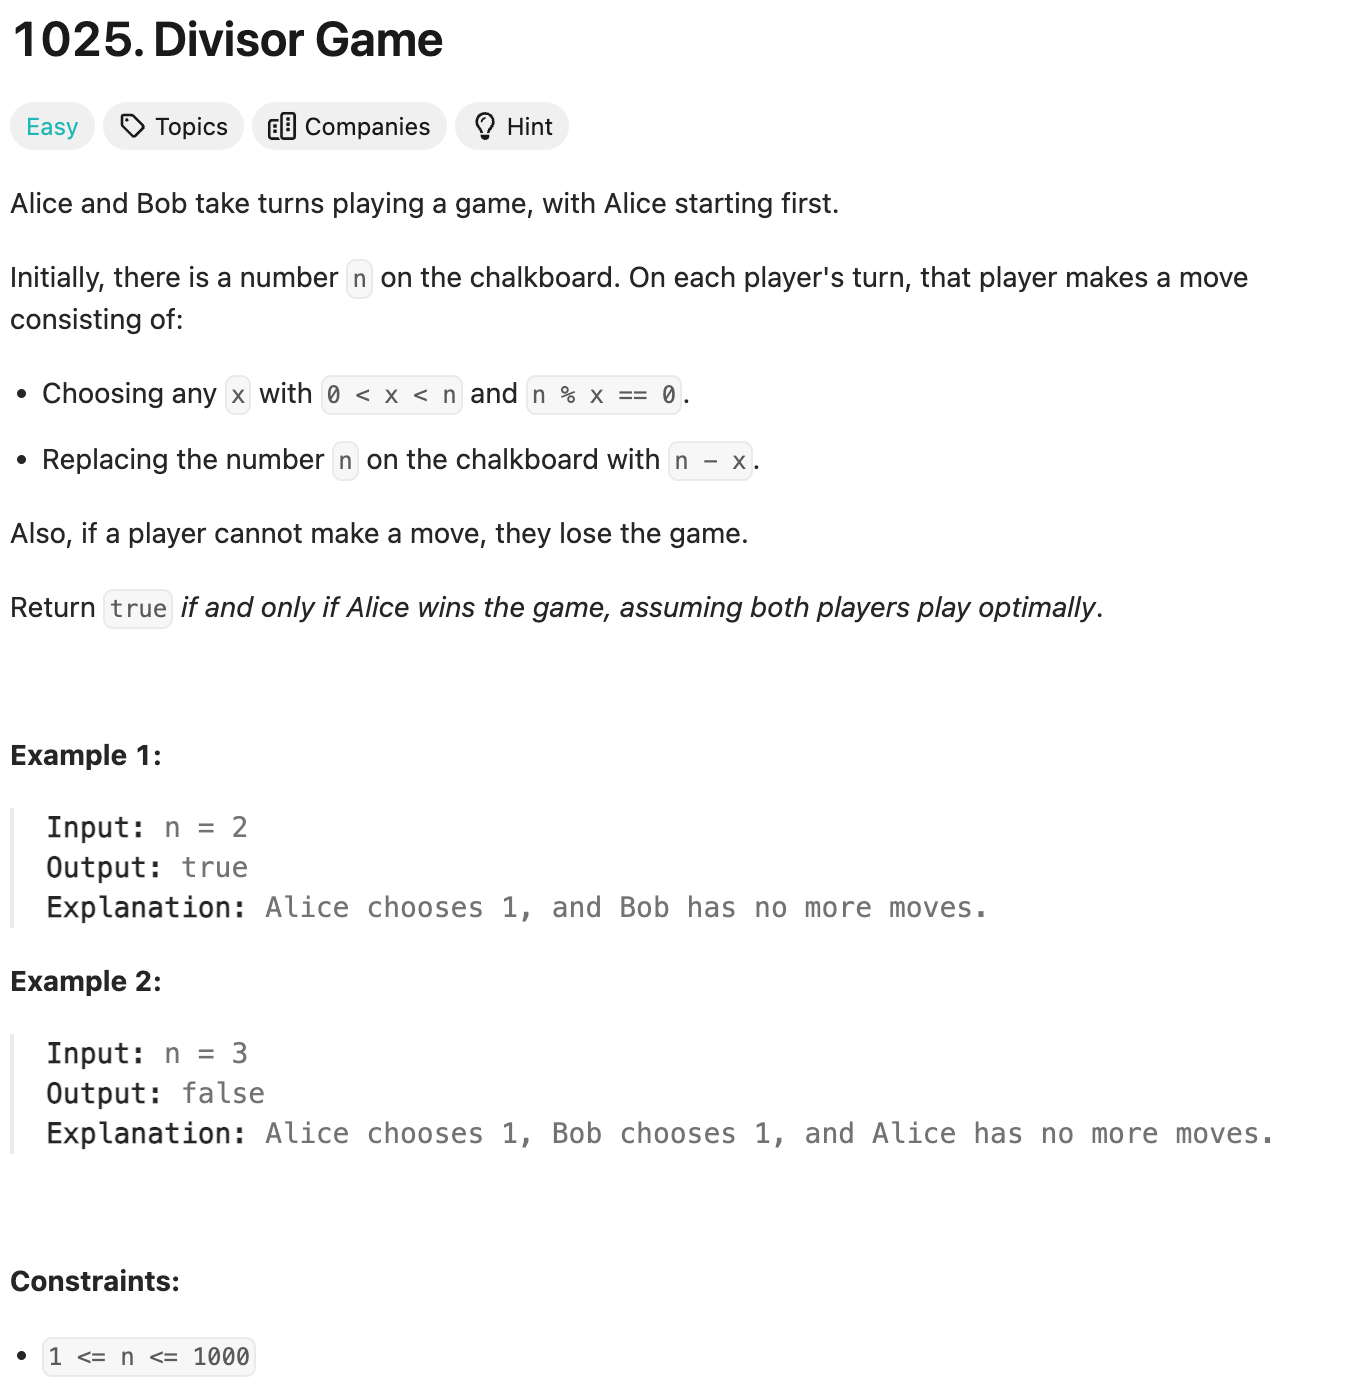 1025. Divisor Game
Easy Topics Companies Hint
Alice and Bob take turns playing a game, with Alice starting first.
Initially, there is a number n on the chalkboard. On each player's turn, that player makes a move
consisting of:
• Choosing any x with 0 < x < n and n % x == 0.
• Replacing the number n on the chalkboard with n - x.
Also, if a player cannot make a move, they lose the game.
Return true if and only if Alice wins the game, assuming both players play optimally.
Example 1:
Input: n = 2
Output: true
Explanation: Alice chooses 1, and Bob has no more moves.
Example 2:
Input: n = 3
Output: false
Explanation: Alice chooses 1, Bob chooses 1, and Alice has no more moves.
Constraints:
• 1 <= n <= 1000